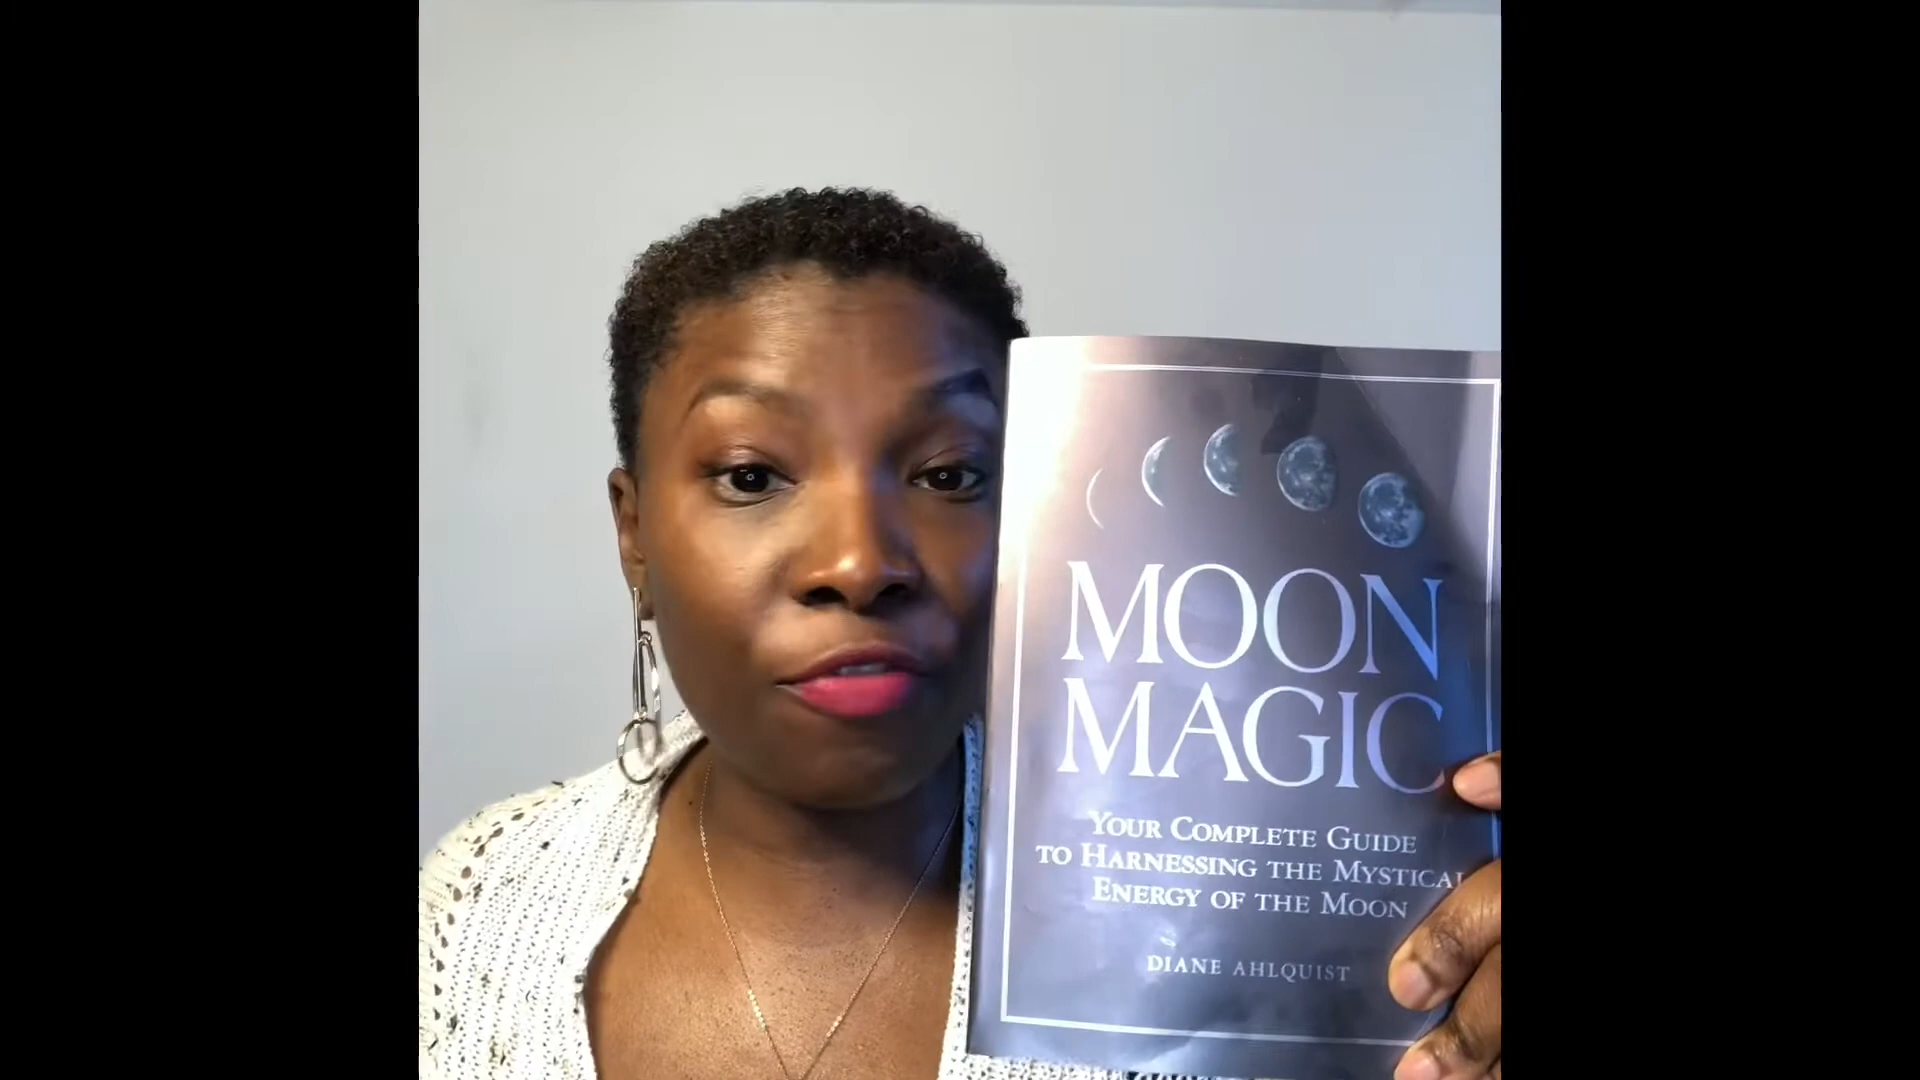 MOON
MAGIC
YOUR COMPLETE GUIDE
TO HARNESSING THE MYSTICAL
ENERGY OF THE MOON
DIANE AHLQUIST